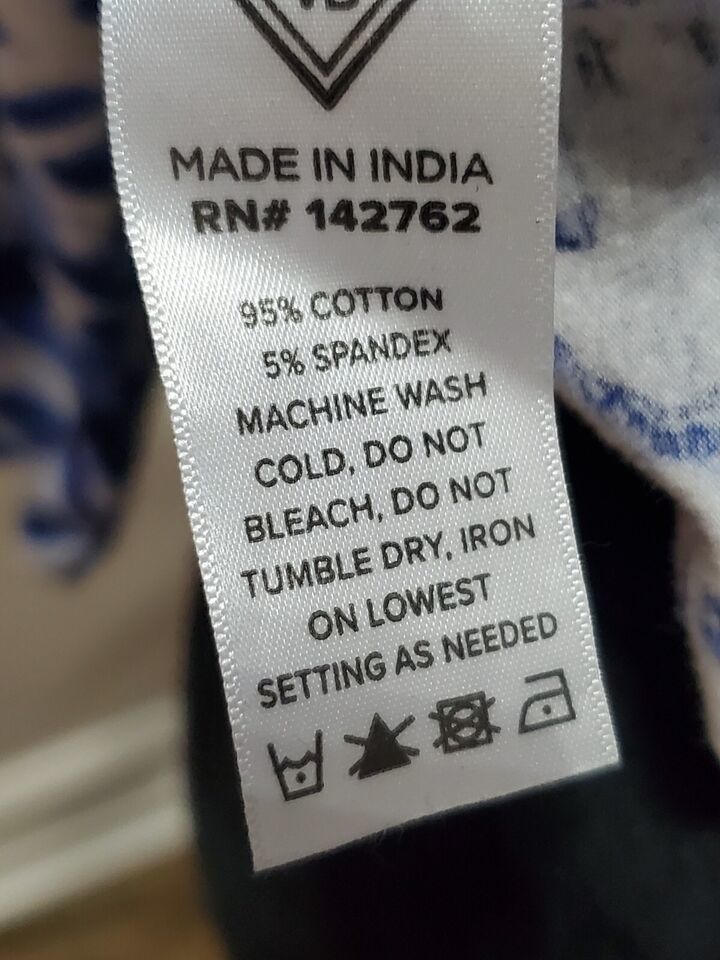 MADE IN INDIA
RN# 142762
95% COTTON
5% SPANDEX
MACHINE WASH
COLD, DO NOT
BLEACH, DO NOT
TUMBLE DRY, IRON
ON LOWEST
SETTING AS NEEDED